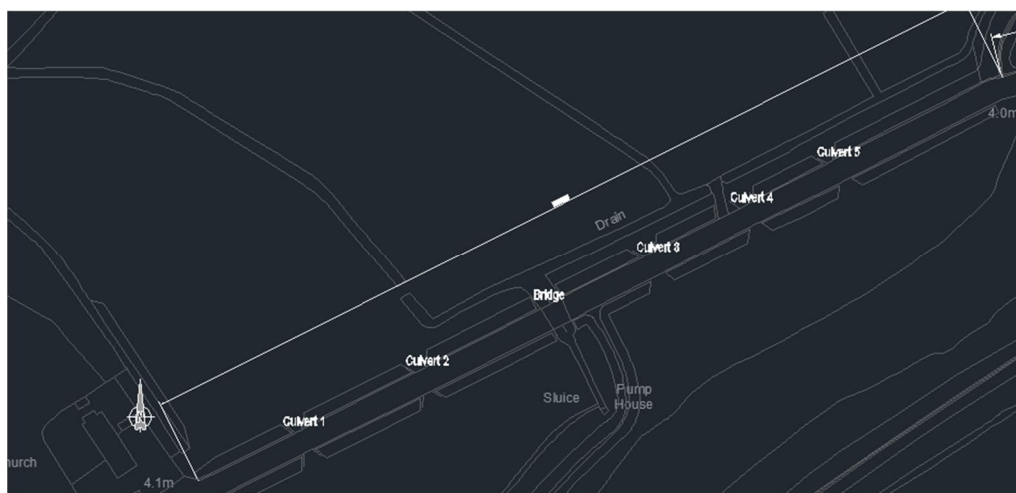 4.0m
Culvert 5
Culvert 4
Drain
Culvert 3
Bridge
Culvert 2
Sluice
Pump
House
Culvert 1
hurch
4.1m